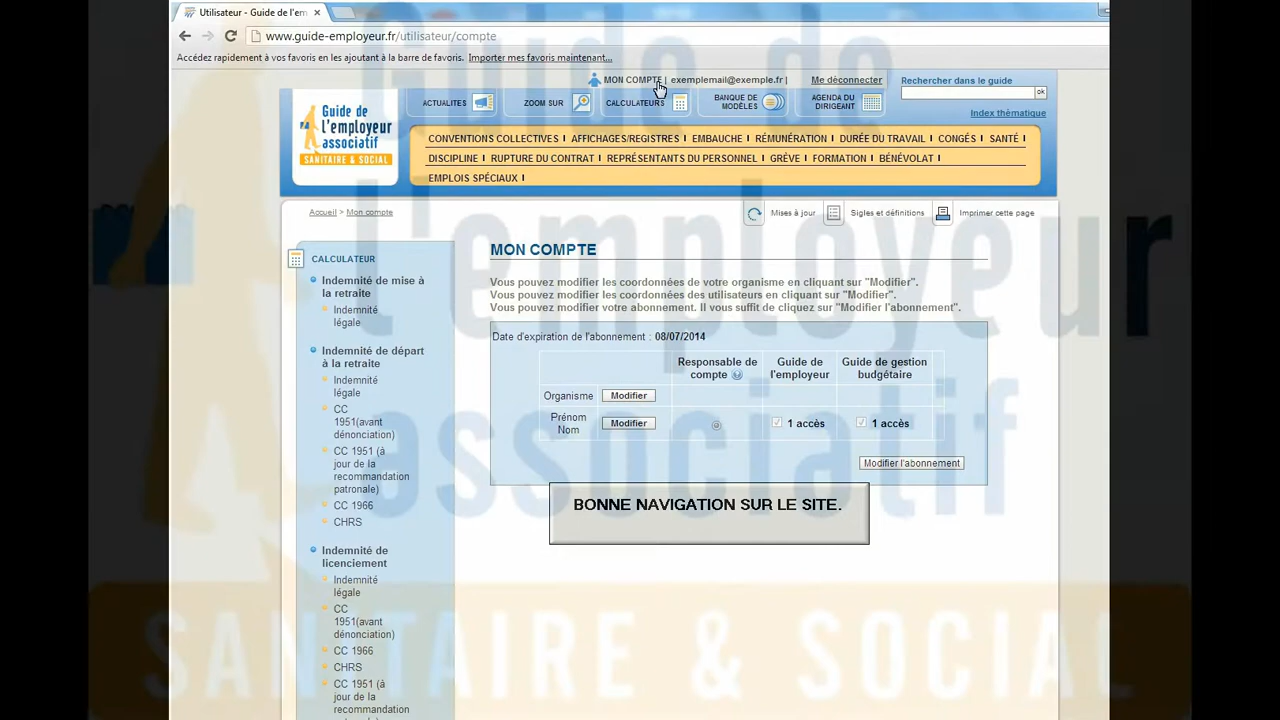 Utilisateur - Guide de l'em
www.guide-employeur.fr/utilisateur/compte
Accédez rapidement à vos favoris en les ajoutant à la barre de favoris. Importer mes favoris maintenant...
MON COMPTE | exemplemail@exemple.fr | Me déconnecter
Rechercher dans le guide
ok
Index thématique
ACTUALITES ZOOM SUR CALCULATEURS BANQUE DE MODÈLES AGENDA DU DIRIGEANT
Guide de
l'employeur
associatif
SANITAIRE & SOCIAL
CONVENTIONS COLLECTIVES I AFFICHAGES/REGISTRES I EMBAUCHE I RÉMUNÉRATION I DURÉE DU TRAVAIL I CONGÉS I SANTÉ I
DISCIPLINE I RUPTURE DU CONTRAT I REPRÉSENTANTS DU PERSONNEL I GRÈVE I FORMATION I BÉNÉVOLAT I
EMPLOIS SPÉCIAUX I
Accueil > Mon compte
Mises à jour Sigles et définitions Imprimer cette page
CALCULATEUR
Indemnité de mise à
la retraite
Indemnité
légale
Indemnité de départ
à la retraite
Indemnité
légale
CC
1951(avant
dénonciation)
CC 1951 (à
jour de la
recommandation
patronale)
CC 1966
CHRS
Indemnité de
licenciement
Indemnité
légale
CC
1951(avant
dénonciation)
CC 1966
CHRS
CC 1951 (à
jour de la
recommandation
MON COMPTE
Vous pouvez modifier les coordonnées de votre organisme en cliquant sur "Modifier".
Vous pouvez modifier les coordonnées des utilisateurs en cliquant sur "Modifier".
Vous pouvez modifier votre abonnement. Il vous suffit de cliquez sur "Modifier l'abonnement".
Date d'expiration de l'abonnement : 08/07/2014
Responsable de compte
Guide de l'employeur
Guide de gestion budgétaire
Organisme Modifier
Prénom Nom Modifier 1 accès 1 accès
Modifier l'abonnement
BONNE NAVIGATION SUR LE SITE.
Guide de
l'employeur
associatif
SANITAIRE & SOCIAL